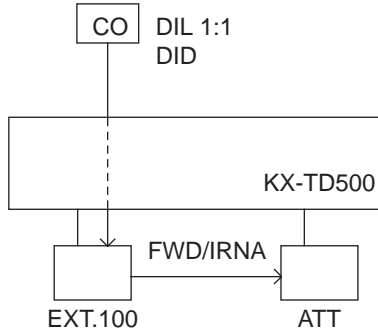 CO DIL 1:1
DID
KX-TD500
FWD/IRNA
EXT.100 ATT